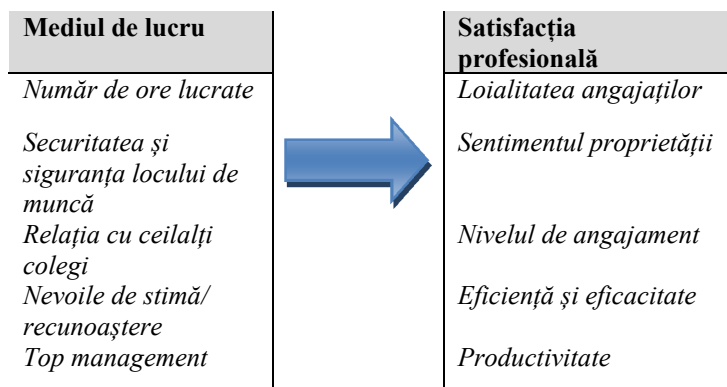 Mediul de lucru
Satisfacția
profesională
Număr de ore lucrate
Loialitatea angajaților
Securitatea și
siguranța locului de
muncă
Sentimentul proprietății
Relația cu ceilalți
colegi
Nivelul de angajament
Nevoile de stimă/
recunoaștere
Eficiență și eficacitate
Top management
Productivitate